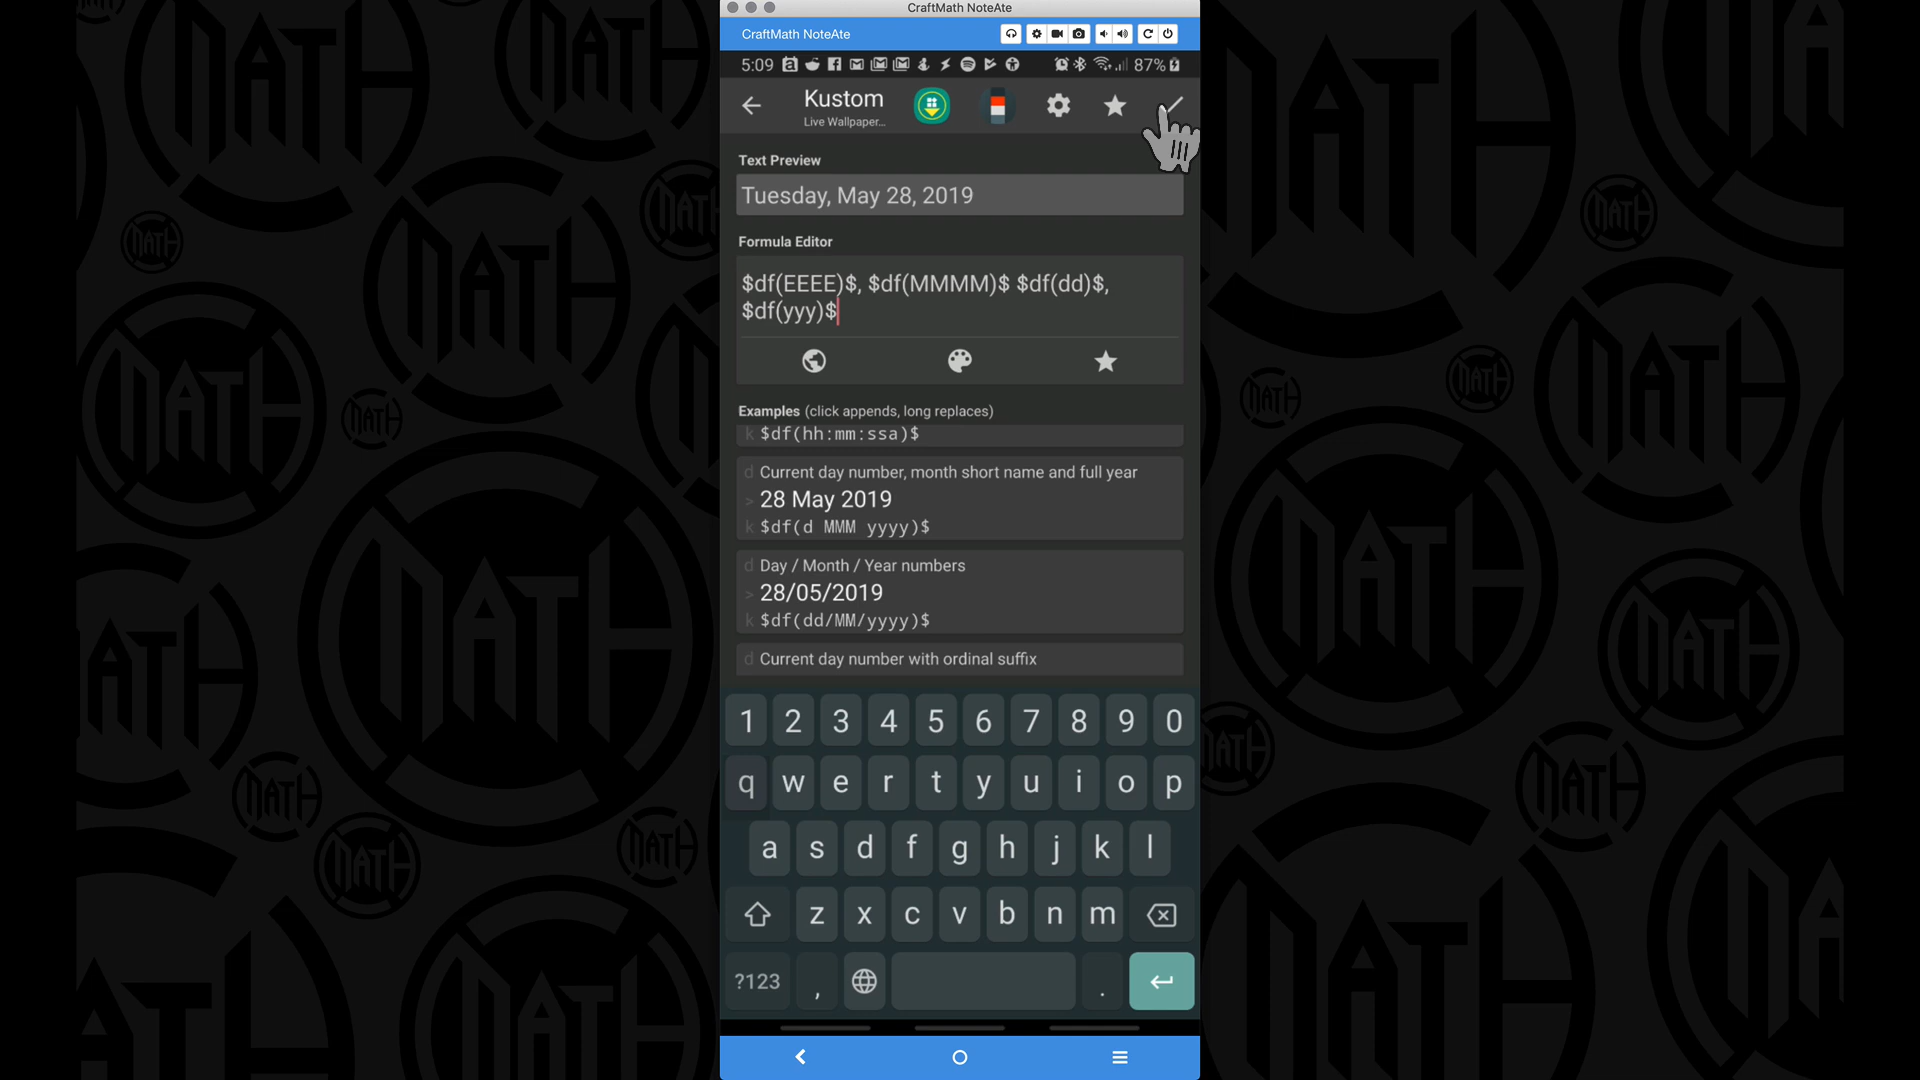 CraftMath NoteAte
CraftMath NoteAte
5:09
87%
Kustom
Live Wallpaper...
Text Preview
Tuesday, May 28, 2019
Formula Editor
$df(EEEE)$, $df(MMMM)$ $df(dd)$,
$df(yyy)$
Examples (click appends, long replaces)
k $df(hh:mm:ssa)$
d Current day number, month short name and full year
> 28 May 2019
k $df(d MMM yyyy)$
d Day / Month / Year numbers
> 28/05/2019
k $df(dd/MM/yyyy)$
d Current day number with ordinal suffix
1 2 3 4 5 6 7 8 9 0
q w e r t y u i o p
a s d f g h j k l
z x c v b n m
?123 , .